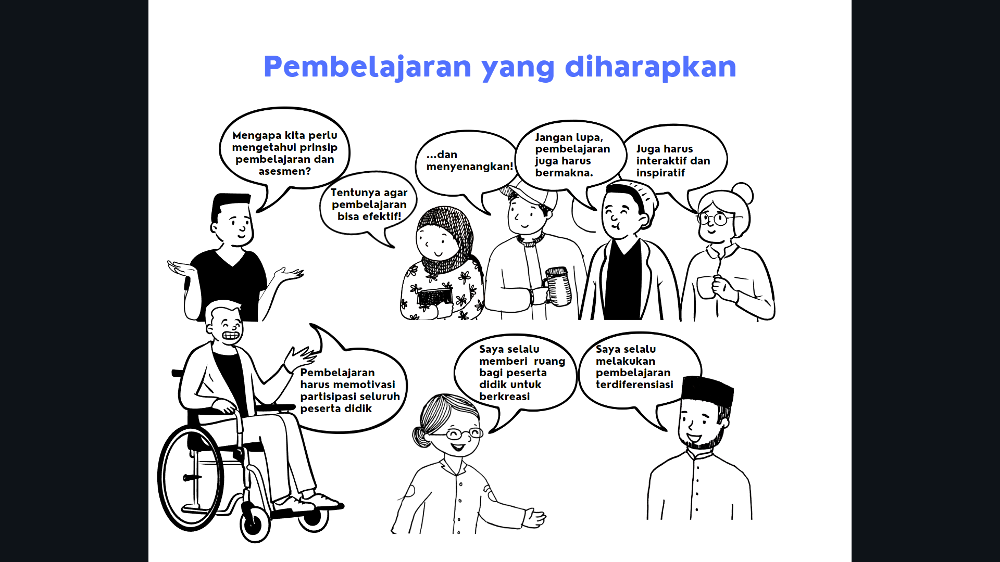 Pembelajaran yang diharapkan
Mengapa kita perlu
mengetahui prinsip
pembelajaran dan
asesmen?
Tentunya agar
pembelajaran
bisa efektif!
...dan
menyenangkan!
Jangan lupa,
pembelajaran
juga harus
bermakna.
Juga harus
interaktif dan
inspiratif
Pembelajaran
harus memotivasi
partisipasi seluruh
peserta didik
Saya selalu
memberi  ruang
bagi peserta
didik untuk
berkreasi
Saya selalu
melakukan
pembelajaran
terdiferensiasi